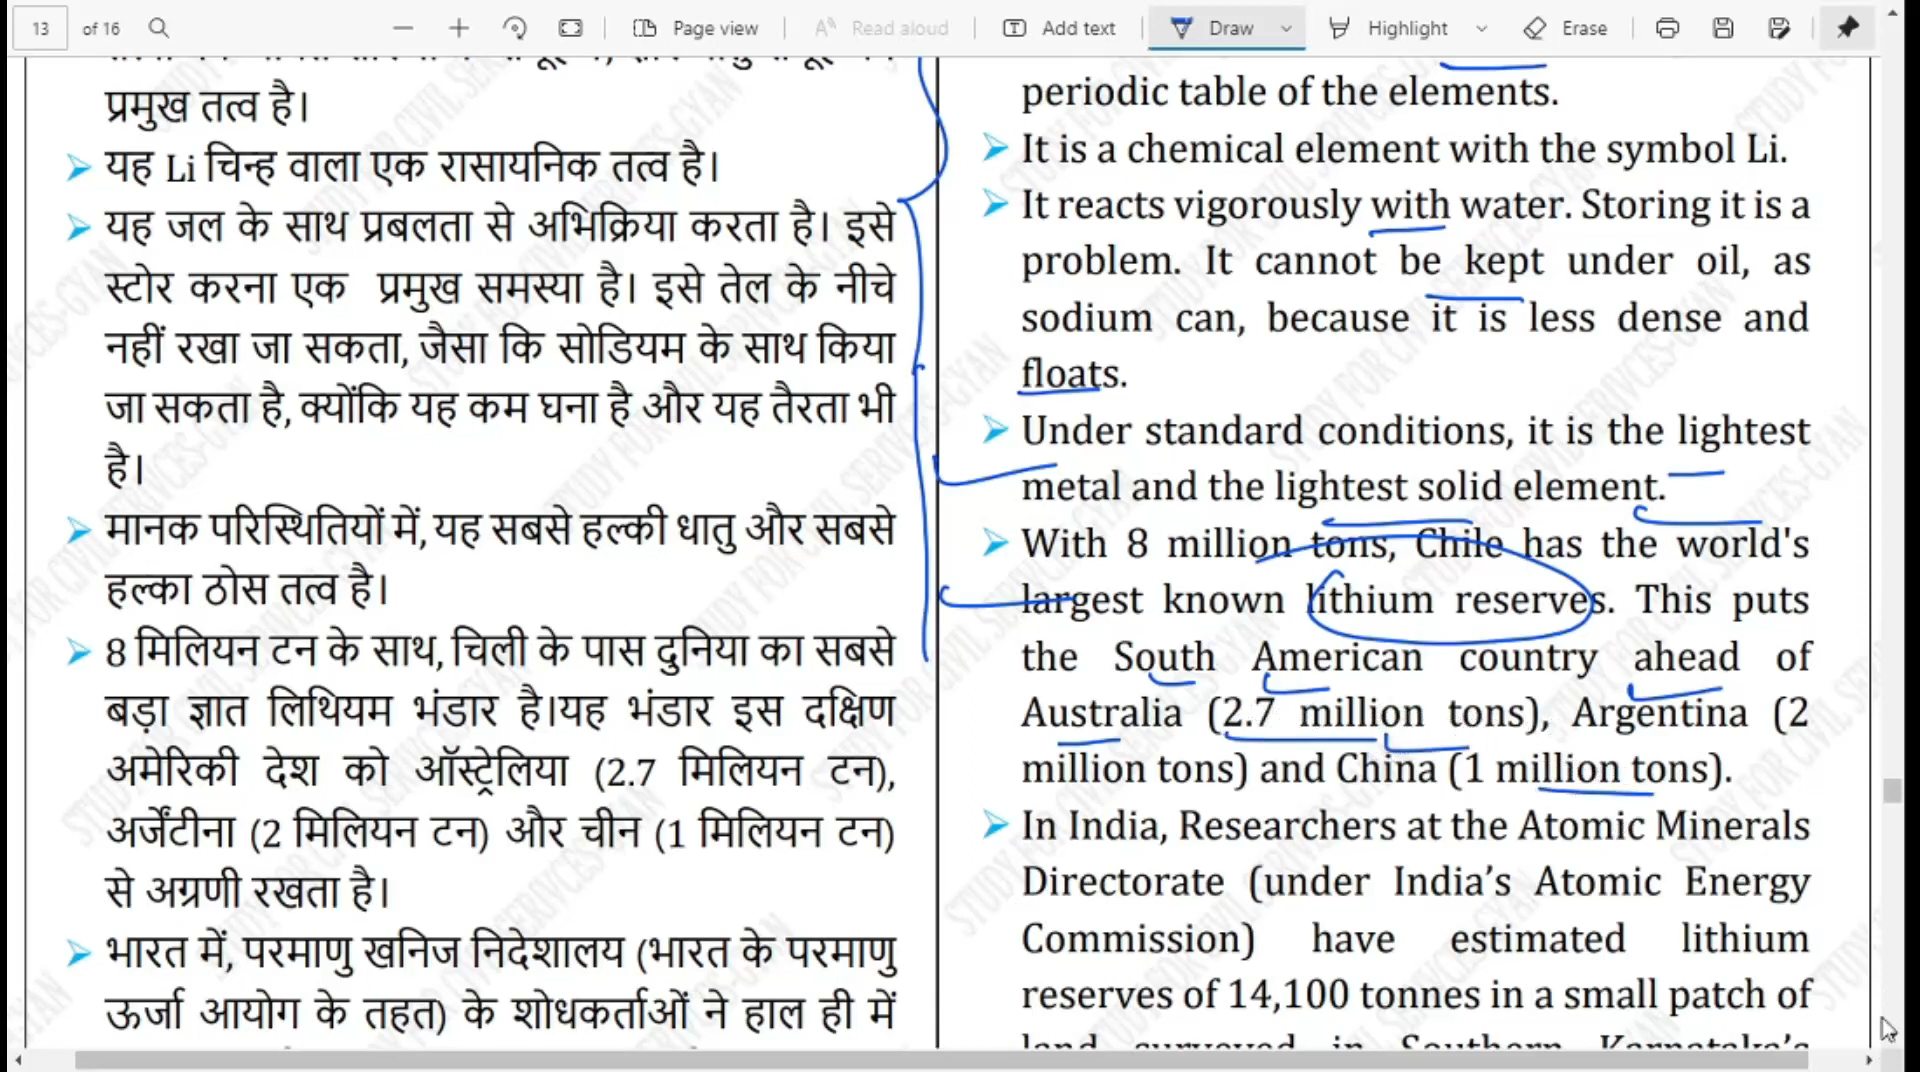 13 of 16 Page view Read aloud Add text Draw Highlight Erase
प्रमुख तत्व है।
यह Li चिन्ह वाला एक रासायनिक तत्व है।
यह जल के साथ प्रबलता से अभिक्रिया करता है। इसे
स्टोर करना एक प्रमुख समस्या है। इसे तेल के नीचे
नहीं रखा जा सकता, जैसा कि सोडियम के साथ किया
जा सकता है, क्योंकि यह कम घना है और यह तैरता भी
है।
मानक परिस्थितियों में, यह सबसे हल्की धातु और सबसे
हल्का ठोस तत्व है।
8 मिलियन टन के साथ, चिली के पास दुनिया का सबसे
बड़ा ज्ञात लिथियम भंडार है।यह भंडार इस दक्षिण
अमेरिकी देश को ऑस्ट्रेलिया (2.7 मिलियन टन),
अर्जेंटीना (2 मिलियन टन) और चीन (1 मिलियन टन)
से अग्रणी रखता है।
भारत में, परमाणु खनिज निदेशालय (भारत के परमाणु
ऊर्जा आयोग के तहत) के शोधकर्ताओं ने हाल ही में
periodic table of the elements.
It is a chemical element with the symbol Li.
It reacts vigorously with water. Storing it is a
problem. It cannot be kept under oil, as
sodium can, because it is less dense and
floats.
Under standard conditions, it is the lightest
metal and the lightest solid element.
With 8 million tons, Chile has the world's
largest known lithium reserves. This puts
the South American country ahead of
Australia (2.7 million tons), Argentina (2
million tons) and China (1 million tons).
In India, Researchers at the Atomic Minerals
Directorate (under India’s Atomic Energy
Commission) have estimated lithium
reserves of 14,100 tonnes in a small patch of
land surveyed in Southern Karnataka’s
STUDY FOR CIVIL SERIVCES-GYAN